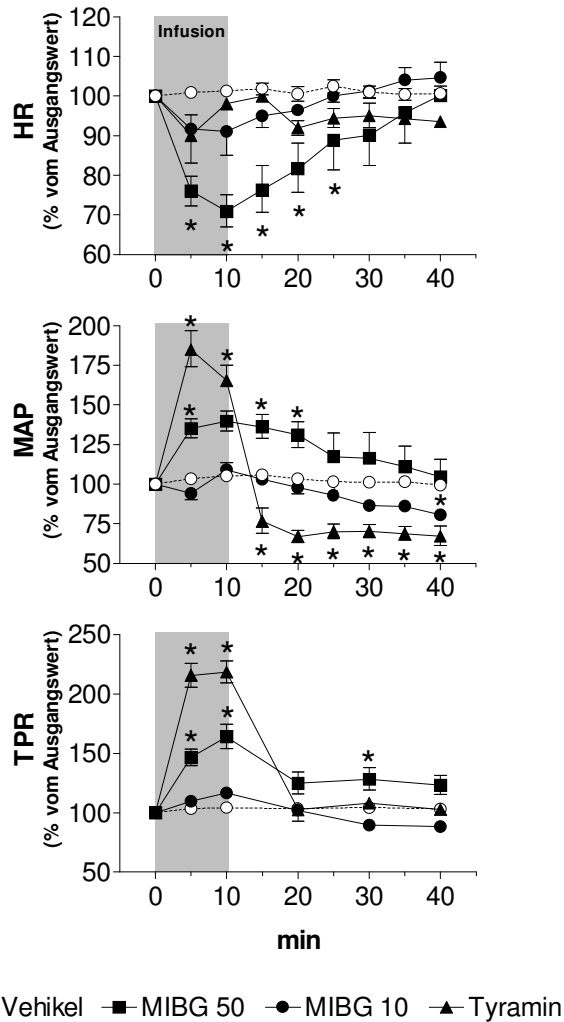 Infusion
HR
(% vom Ausgangswert)
120
110
100
90
80
70
60
* * * * *
0 10 20 30 40
MAP
(% vom Ausgangswert)
200
175
150
125
100
75
50
* * * * * * * * * * * *
0 10 20 30 40
TPR
(% vom Ausgangswert)
250
200
150
100
50
* * * * *
0 10 20 30 40
min
Vehikel MIBG 50 MIBG 10 Tyramin